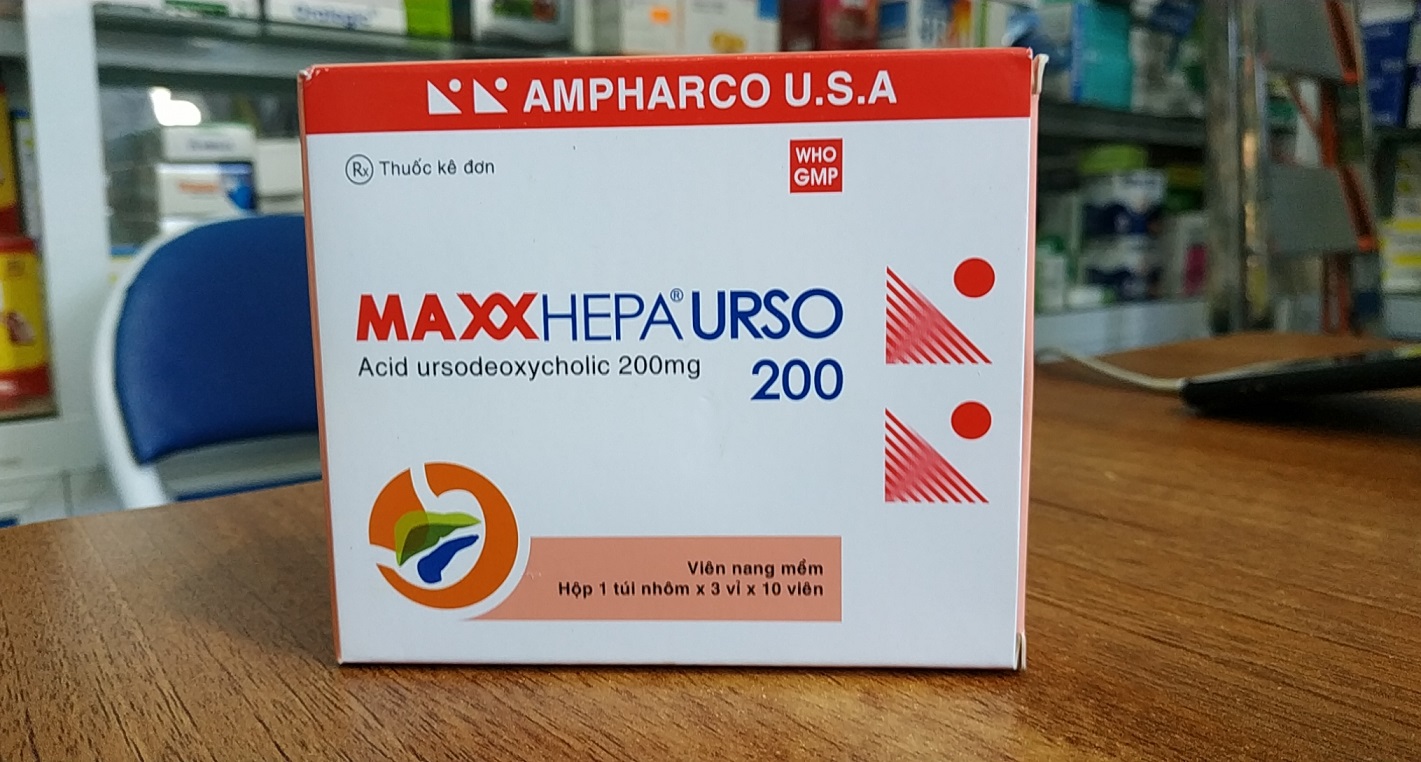 AMPHARCO U.S.A
Rx Thuốc kê đơn
WHO
GMP
MAXXHEPA® URSO
200
Acid ursodeoxycholic 200mg
Viên nang mềm
Hộp 1 túi nhôm x 3 vỉ x 10 viên